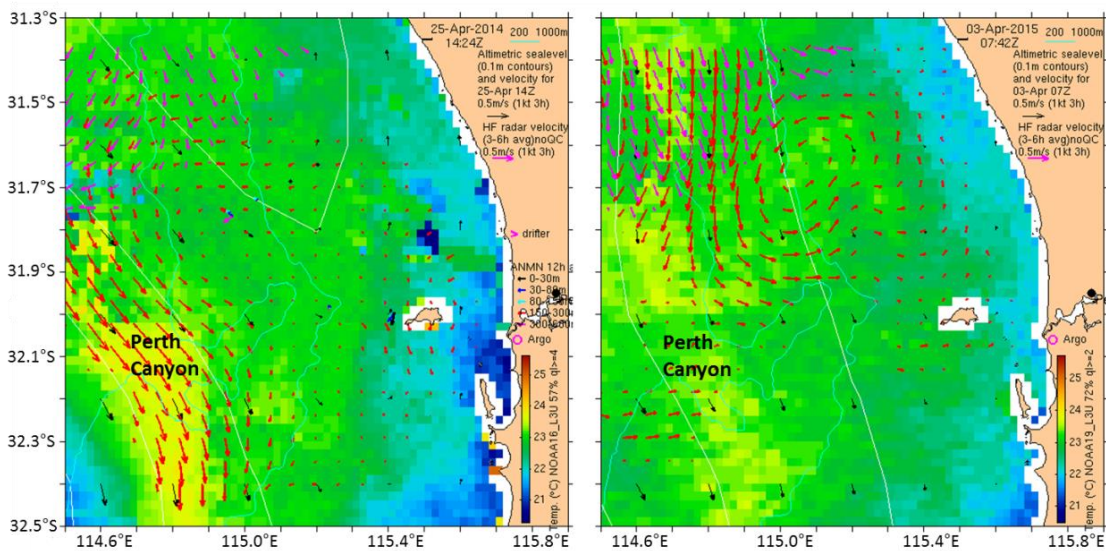 31.3°S
31.5°S
31.7°S
31.9°S
32.1°S
32.3°S
32.5°S
25-Apr-2014
14:24Z
200 1000m
Altimetric sealevel
(0.1m contours)
and velocity for
25-Apr 14Z
0.5m/s (1kt 3h)
HF radar velocity
(3-6h avg)noQC
0.5m/s (1kt 3h)
drifter
ANMN 12h
0-30m
30-80m
150-300
Argo
Perth
Canyon
25
24
23
22
21
Temp. (°C) NOAA16_L3U 57% ql>=4
114.6°E
115.0°E
115.4°E
115.8°E
03-Apr-2015
07:42Z
200 1000m
Altimetric sealevel
(0.1m contours)
and velocity for
03-Apr 07Z
0.5m/s (1kt 3h)
HF radar velocity
(3-6h avg)noQC
0.5m/s (1kt 3h)
Argo
Perth
Canyon
25
24
23
22
21
Temp. (°C) NOAA19_L3U 72% ql>=2
114.6°E
115.0°E
115.4°E
115.8°E